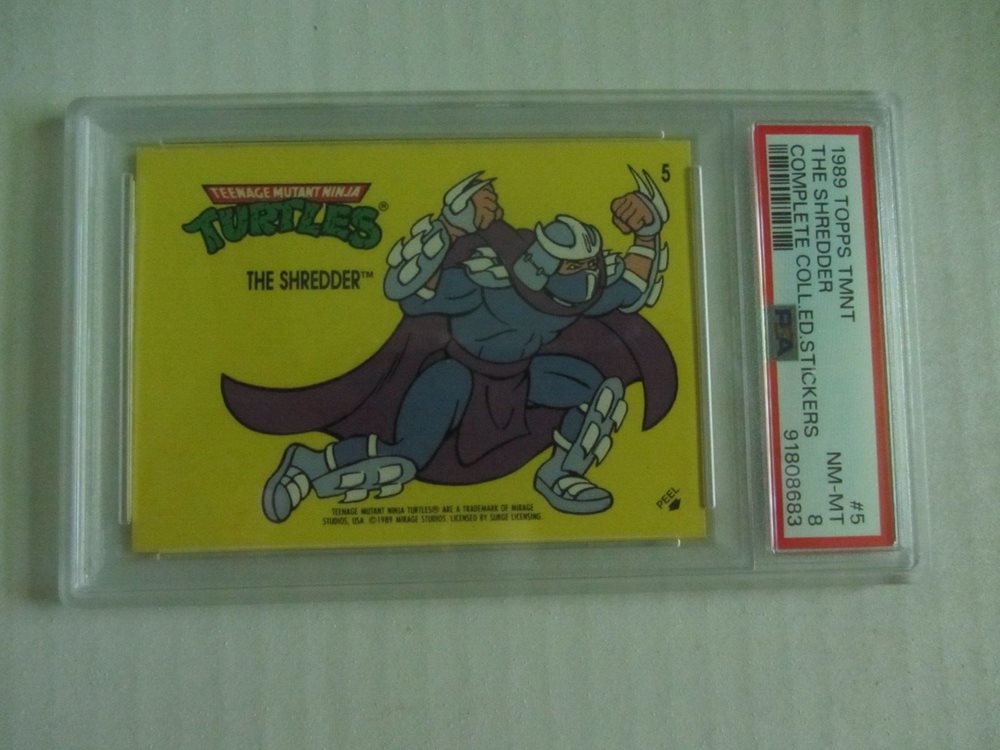 TEENAGE MUTANT NINJA
TURTLES®
THE SHREDDER™
5
TEENAGE MUTANT NINJA TURTLES® ARE A TRADEMARK OF MIRAGE
STUDIOS, USA ©1989 MIRAGE STUDIOS. LICENSED BY SURGE LICENSING
PEEL
1989 TOPPS TMNT #5
THE SHREDDER NM-MT
COMPLETE COLL.ED.STICKERS 8
91808683
PSA